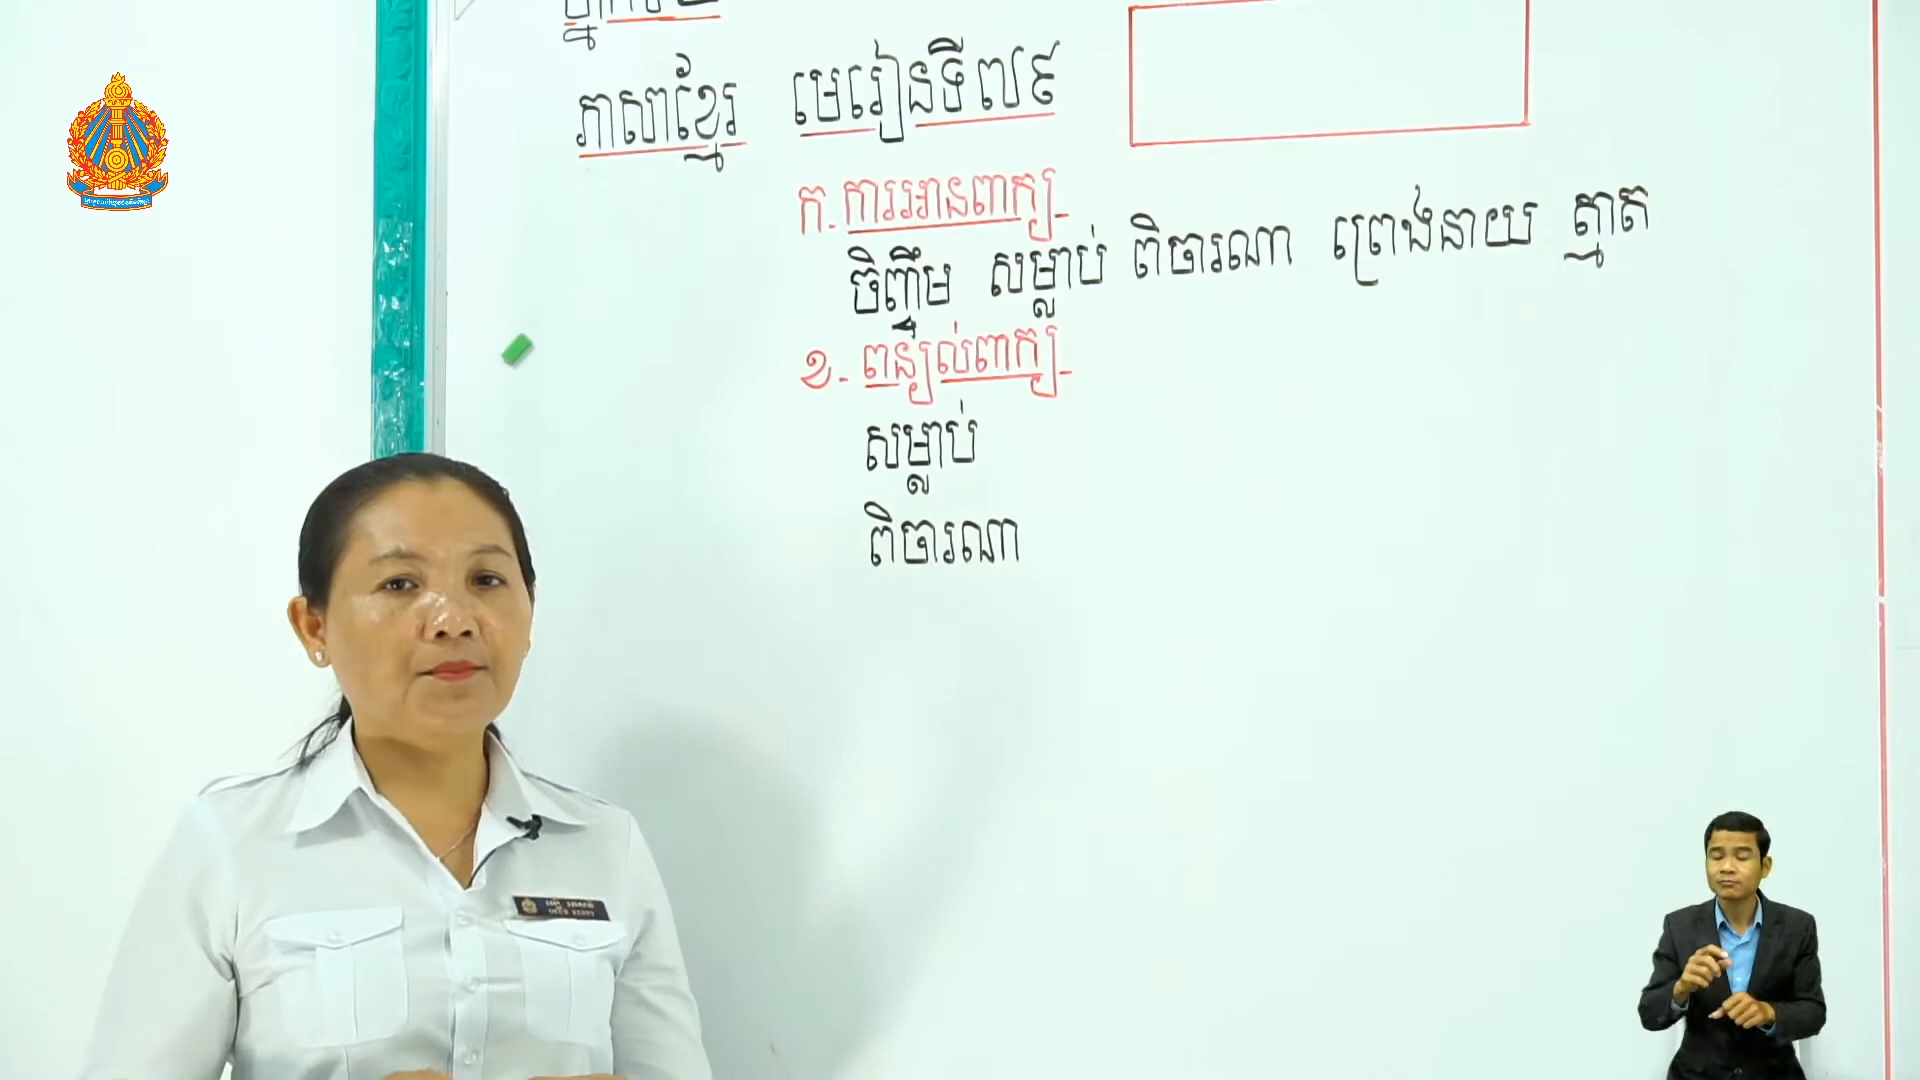 ភាសាខ្មែរ មេរៀនទី៧៩
ក. ការអានពាក្យ
ចិញ្ចឹម សម្លាប់ ពិចារណា ព្រេងនាយ ត្មាត
ខ. ពន្យល់ពាក្យ
សម្លាប់
ពិចារណា